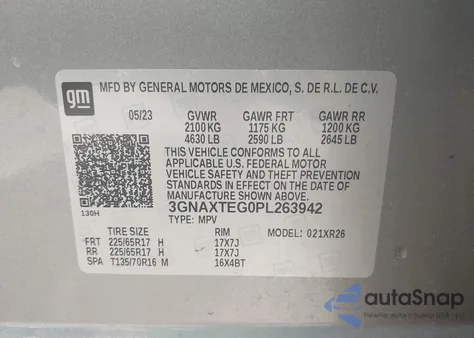 gm
MFD BY GENERAL MOTORS DE MEXICO, S. DE R.L. DE C.V.
05/23 GVWR GAWR FRT GAWR RR
2100 KG 1175 KG 1200 KG
4630 LB 2590 LB 2645 LB
THIS VEHICLE CONFORMS TO ALL
APPLICABLE U.S. FEDERAL MOTOR
VEHICLE SAFETY AND THEFT PREVENTION
STANDARDS IN EFFECT ON THE DATE OF
MANUFACTURE SHOWN ABOVE.
130H 3GNAXTEG0PL263942
TYPE: MPV
TIRE SIZE RIM MODEL: 021XR26
FRT 225/65R17 H 17X7J
RR 225/65R17 H 17X7J
SPA T135/70R16 M 16X4BT
autoSnap